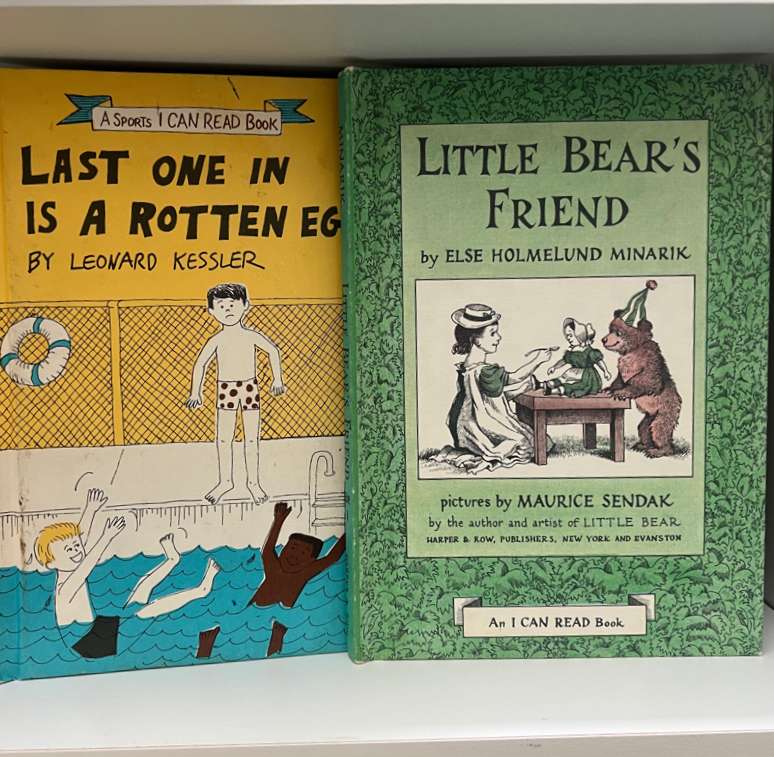 A SPORTS I CAN READ BOOK
LAST ONE IN
IS A ROTTEN EG
BY LEONARD KESSLER
LITTLE BEAR'S
FRIEND
by ELSE HOLMELUND MINARIK
pictures by MAURICE SENDAK
by the author and artist of LITTLE BEAR
HARPER & ROW, PUBLISHERS, NEW YORK AND EVANSTON
An I CAN READ Book